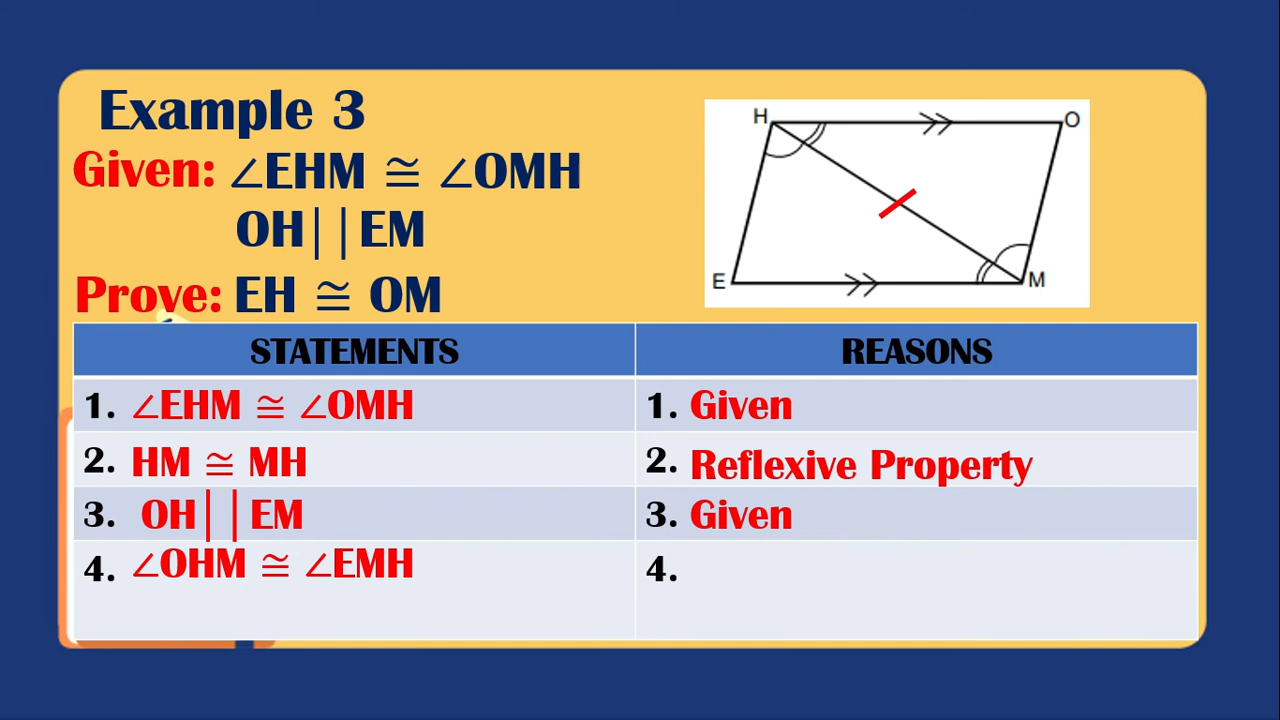 Example 3
Given: ∠EHM ≅ ∠OMH
OH||EM
Prove: EH ≅ OM
H
O
E
M
STATEMENTS
REASONS
1. ∠EHM ≅ ∠OMH
1. Given
2. HM ≅ MH
2. Reflexive Property
3. OH||EM
3. Given
4. ∠OHM ≅ ∠EMH
4.